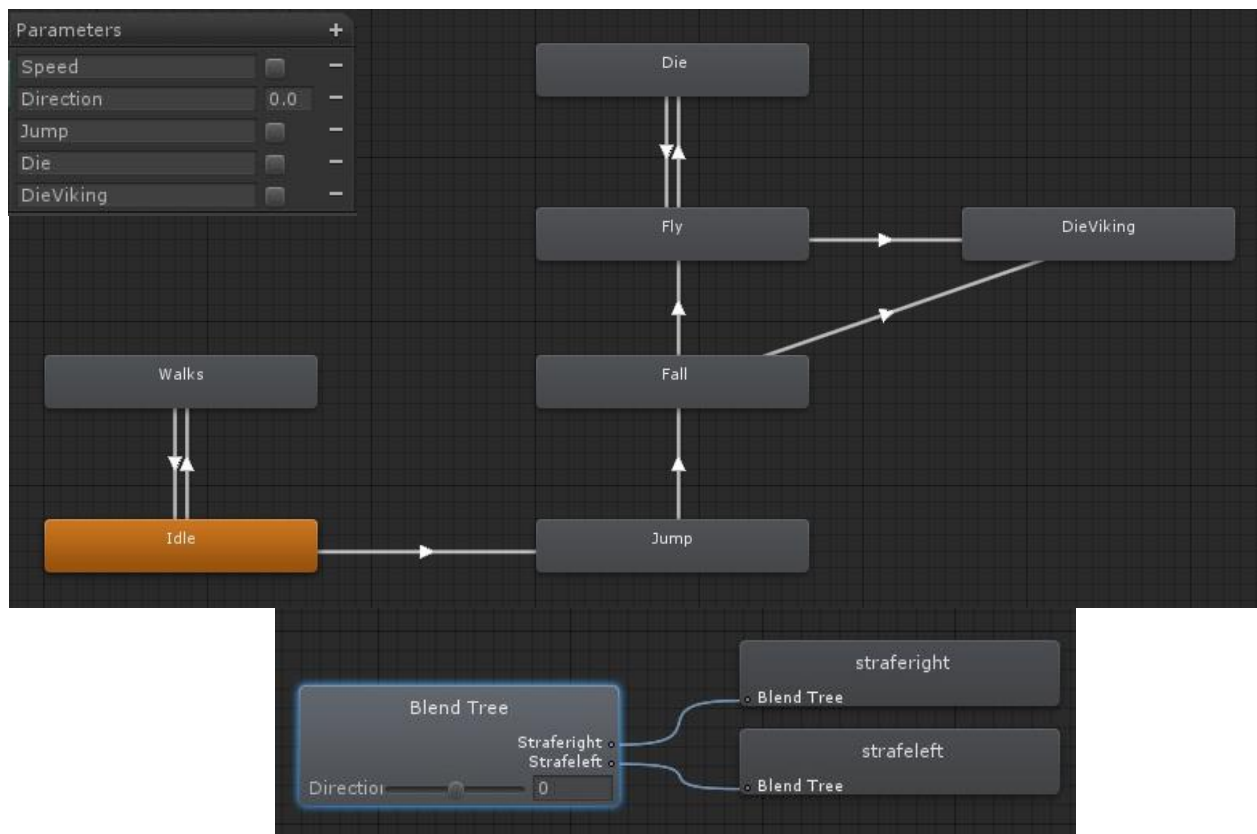 Parameters +
Speed
Direction 0.0
Jump
Die
DieViking
Die
Fly
DieViking
Walks
Fall
Idle
Jump
Blend Tree
Straferight
Strafeleft
Direction 0
straferight
Blend Tree
strafeleft
Blend Tree